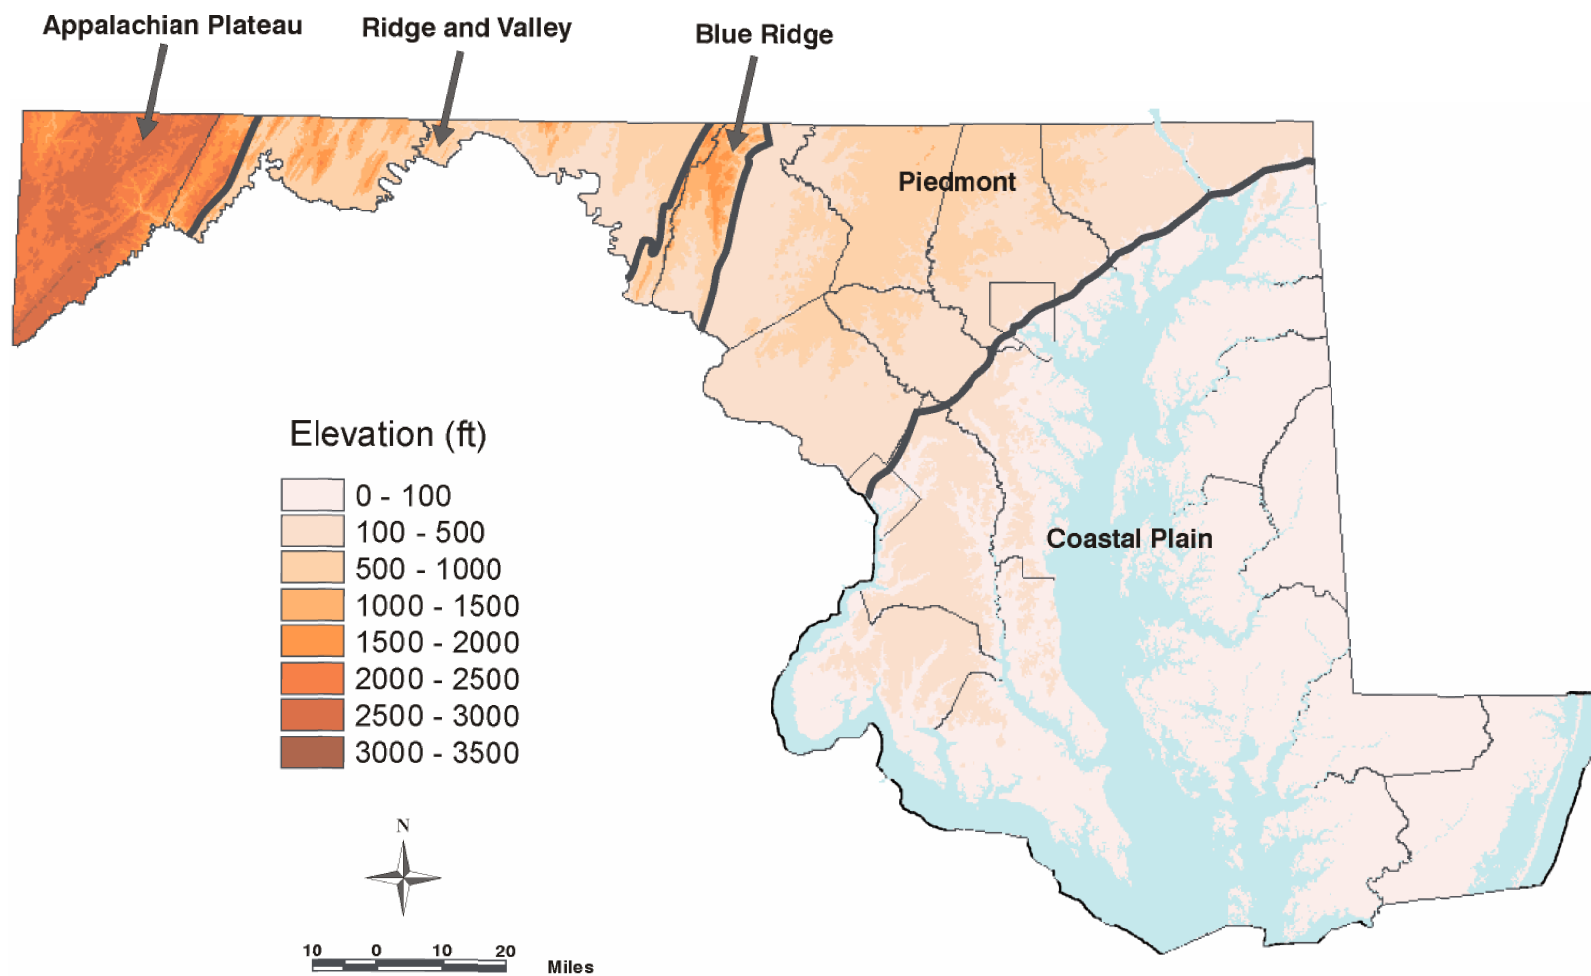 Appalachian Plateau
Ridge and Valley
Blue Ridge
Piedmont
Coastal Plain
Elevation (ft)
0 - 100
100 - 500
500 - 1000
1000 - 1500
1500 - 2000
2000 - 2500
2500 - 3000
3000 - 3500
N
10 0 10 20
Miles